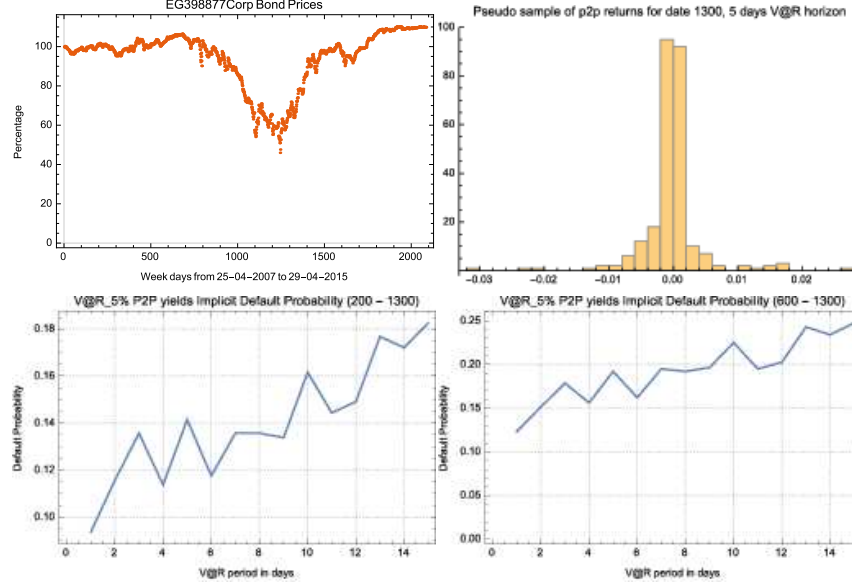 EG398877Corp Bond Prices
100
80
60
40
20
0
Percentage
0 500 1000 1500 2000
Week days from 25-04-2007 to 29-04-2015
Pseudo sample of p2p returns for date 1300, 5 days V@R horizon
100
80
60
40
20
-0.03 -0.01 0.00 0.01 0.02
V@R_5% P2P yields Implicit Default Probability (200 – 1300)
0.18
0.16
0.14
0.12
0.10
Default Probability
0 2 4 6 8 10 12 14
V@R period in days
V@R_5% P2P yields Implicit Default Probability (600 – 1300)
0.25
0.20
0.15
0.10
0.05
0.00
Default Probability
0 2 4 6 8 10 12 14
V@R period in days